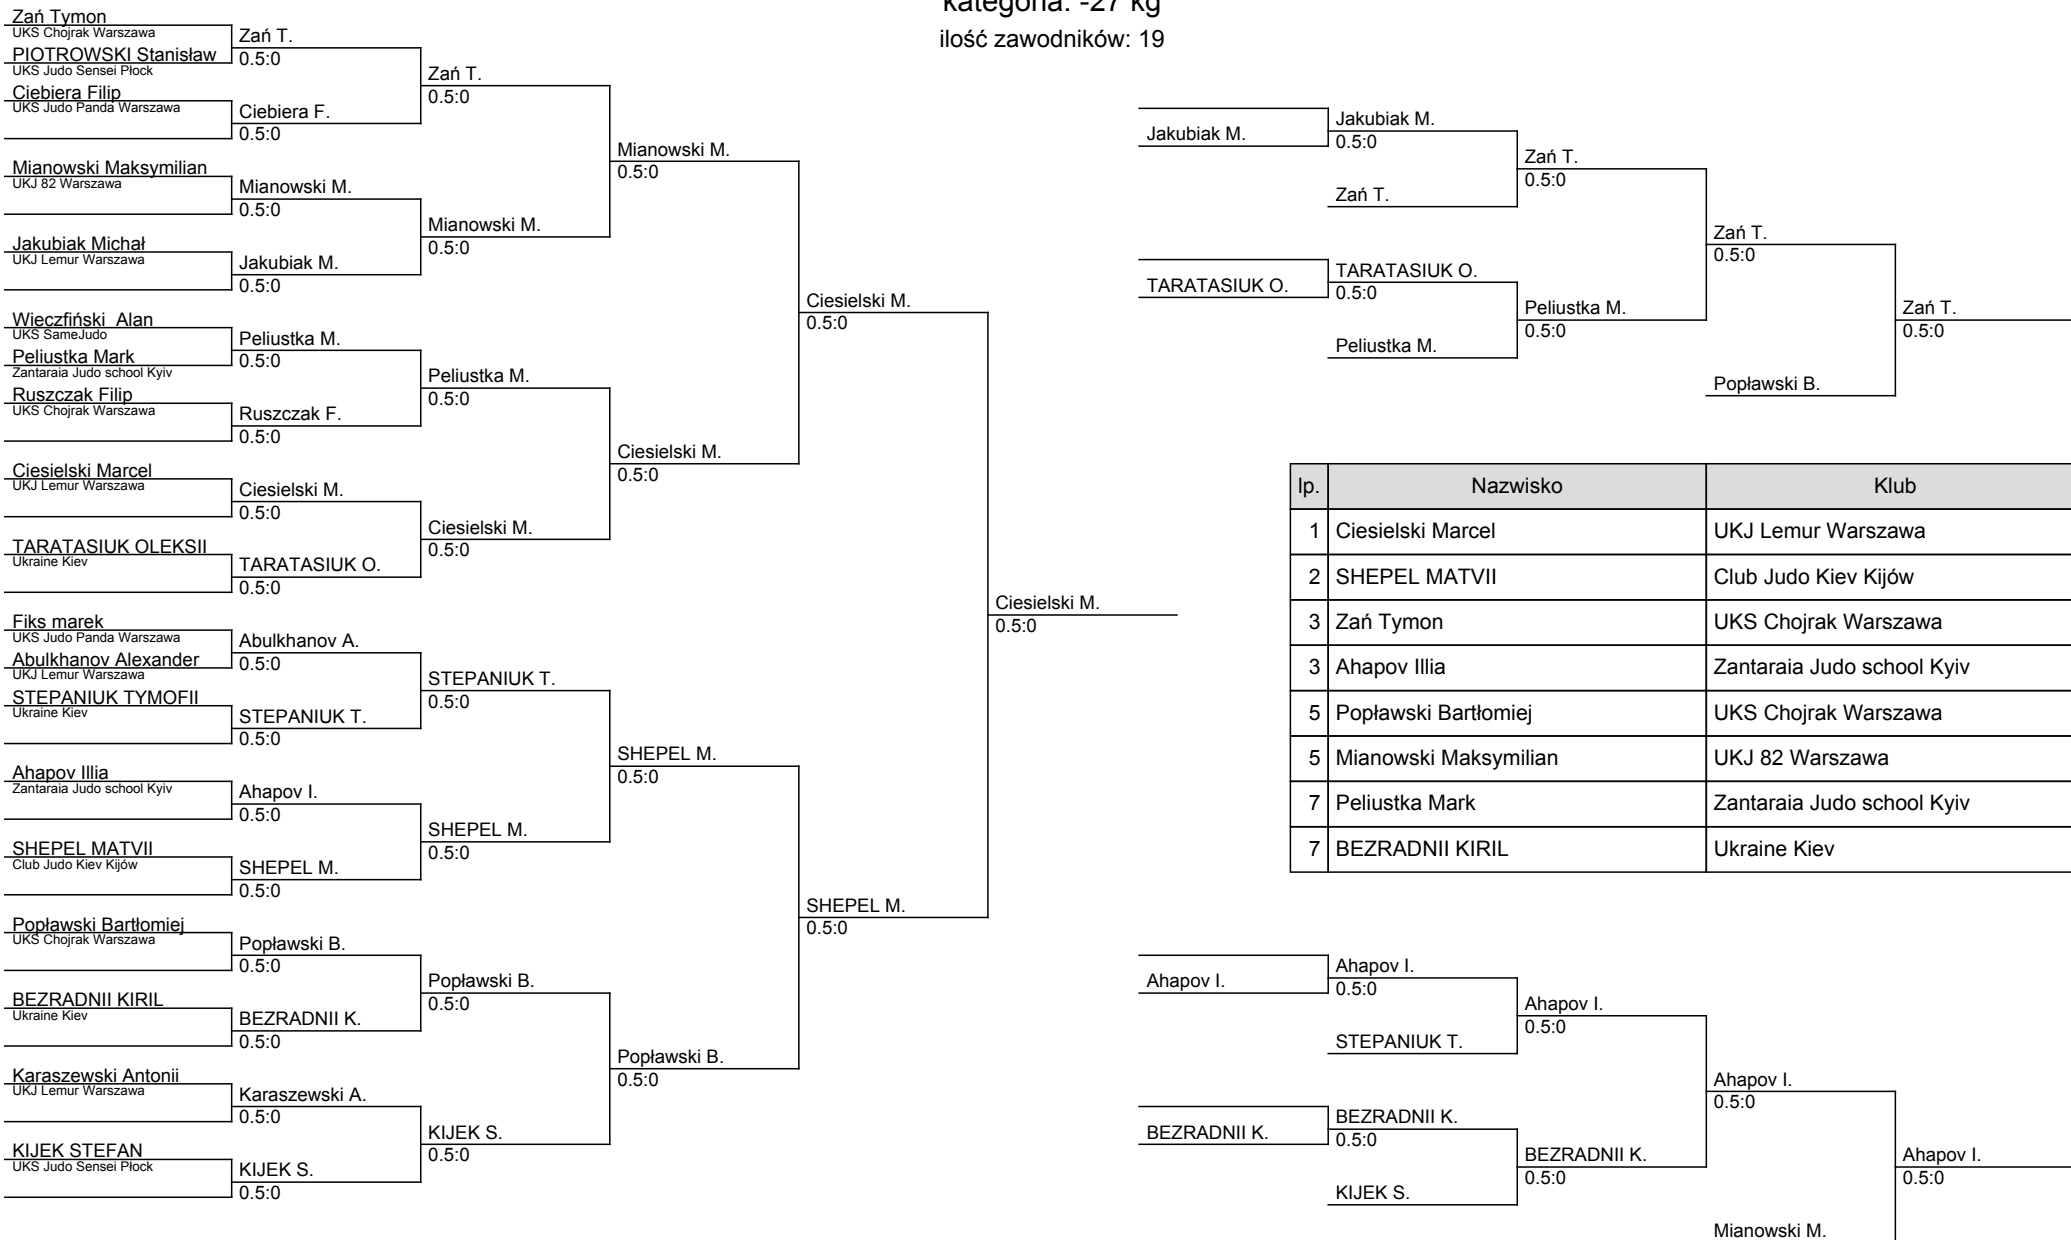 kategoria: -27 kg
ilość zawodników: 19
Zań Tymon
UKS Chojrak Warszawa
PIOTROWSKI Stanisław
UKS Judo Sensei Płock
Ciebiera Filip
UKS Judo Panda Warszawa
Mianowski Maksymilian
UKJ 82 Warszawa
Jakubiak Michał
UKJ Lemur Warszawa
Wieczfiński Alan
UKS SameJudo
Peliustka Mark
Zantaraia Judo school Kyiv
Ruszczak Filip
UKS Chojrak Warszawa
Ciesielski Marcel
UKJ Lemur Warszawa
TARATASIUK OLEKSII
Ukraine Kiev
Fiks marek
UKS Judo Panda Warszawa
Abulkhanov Alexander
UKJ Lemur Warszawa
STEPANIUK TYMOFII
Ukraine Kiev
Ahapov Illia
Zantaraia Judo school Kyiv
SHEPEL MATVII
Club Judo Kiev Kijów
Popławski Bartłomiej
UKS Chojrak Warszawa
BEZRADNII KIRIL
Ukraine Kiev
Karaszewski Antonii
UKJ Lemur Warszawa
KIJEK STEFAN
UKS Judo Sensei Płock
Zań T.
0.5:0
Ciebiera F.
0.5:0
Mianowski M.
0.5:0
Jakubiak M.
0.5:0
Peliustka M.
0.5:0
Ruszczak F.
0.5:0
Ciesielski M.
0.5:0
TARATASIUK O.
0.5:0
Abulkhanov A.
0.5:0
STEPANIUK T.
0.5:0
Ahapov I.
0.5:0
SHEPEL M.
0.5:0
Popławski B.
0.5:0
BEZRADNII K.
0.5:0
Karaszewski A.
0.5:0
KIJEK S.
0.5:0
Zań T.
0.5:0
Mianowski M.
0.5:0
Peliustka M.
0.5:0
Ciesielski M.
0.5:0
STEPANIUK T.
0.5:0
SHEPEL M.
0.5:0
Popławski B.
0.5:0
KIJEK S.
0.5:0
Mianowski M.
0.5:0
Ciesielski M.
0.5:0
SHEPEL M.
0.5:0
Popławski B.
0.5:0
Ciesielski M.
0.5:0
SHEPEL M.
0.5:0
Ciesielski M.
0.5:0
Jakubiak M.
Jakubiak M.
0.5:0
Zań T.
Zań T.
0.5:0
TARATASIUK O.
TARATASIUK O.
0.5:0
Peliustka M.
Peliustka M.
0.5:0
Zań T.
0.5:0
Popławski B.
Zań T.
0.5:0
lp. Nazwisko Klub
1 Ciesielski Marcel UKJ Lemur Warszawa
2 SHEPEL MATVII Club Judo Kiev Kijów
3 Zań Tymon UKS Chojrak Warszawa
3 Ahapov Illia Zantaraia Judo school Kyiv
5 Popławski Bartłomiej UKS Chojrak Warszawa
5 Mianowski Maksymilian UKJ 82 Warszawa
7 Peliustka Mark Zantaraia Judo school Kyiv
7 BEZRADNII KIRIL Ukraine Kiev
Ahapov I.
Ahapov I.
0.5:0
STEPANIUK T.
Ahapov I.
0.5:0
BEZRADNII K.
BEZRADNII K.
0.5:0
KIJEK S.
BEZRADNII K.
0.5:0
Ahapov I.
0.5:0
Mianowski M.
Ahapov I.
0.5:0